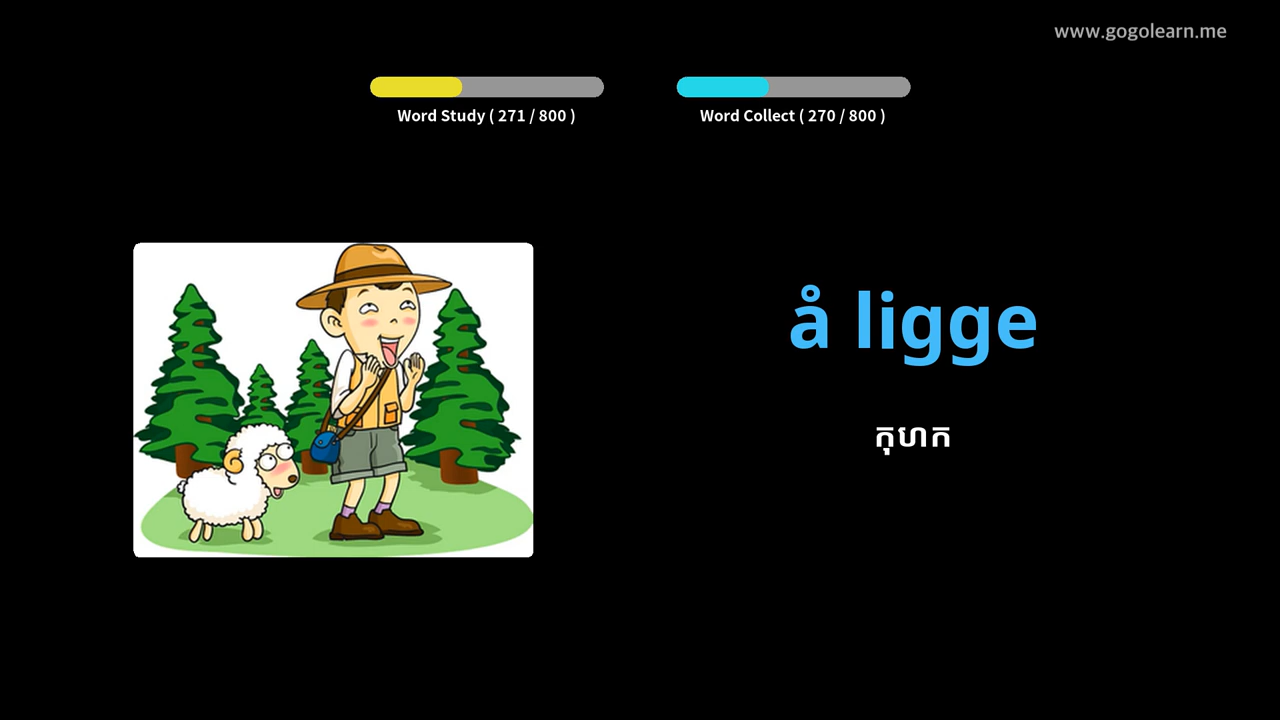 www.gogolearn.me
Word Study ( 271 / 800 )
Word Collect ( 270 / 800 )
å ligge
កុហក